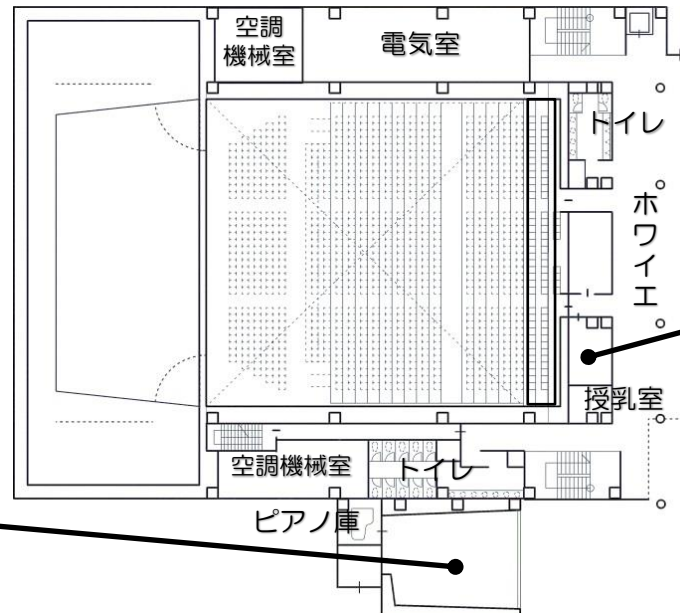 空調
機械室
電気室
トイレ
ホワイエ
授乳室
空調機械室
トイレ
ピアノ庫